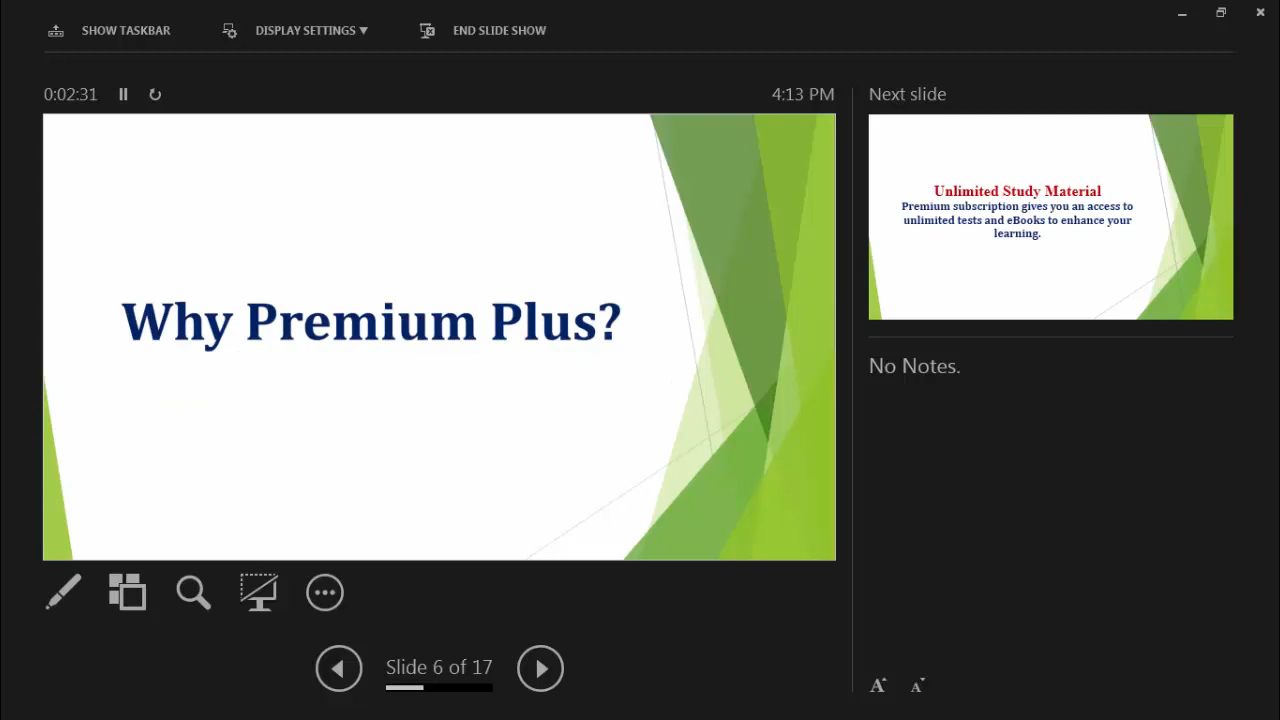 SHOW TASKBAR
DISPLAY SETTINGS ▼
END SLIDE SHOW
0:02:31
4:13 PM
Why Premium Plus?
Slide 6 of 17
Next slide
Unlimited Study Material
Premium subscription gives you an access to
unlimited tests and eBooks to enhance your
learning.
No Notes.
A
A